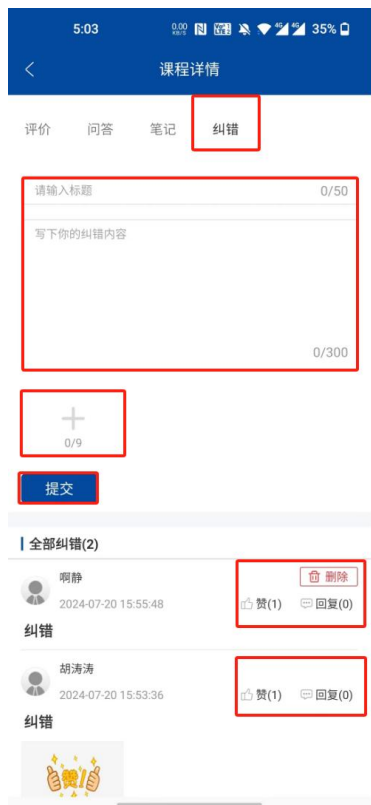 5:03 0.00 KB/S 4G 4G 35%
课程详情
评价 问答 笔记 纠错
请输入标题 0/50
写下你的纠错内容
0/300
0/9
提交
全部纠错(2)
啊静 删除
2024-07-20 15:55:48 赞(1) 回复(0)
纠错
胡涛涛
2024-07-20 15:53:36 赞(1) 回复(0)
纠错
赞!